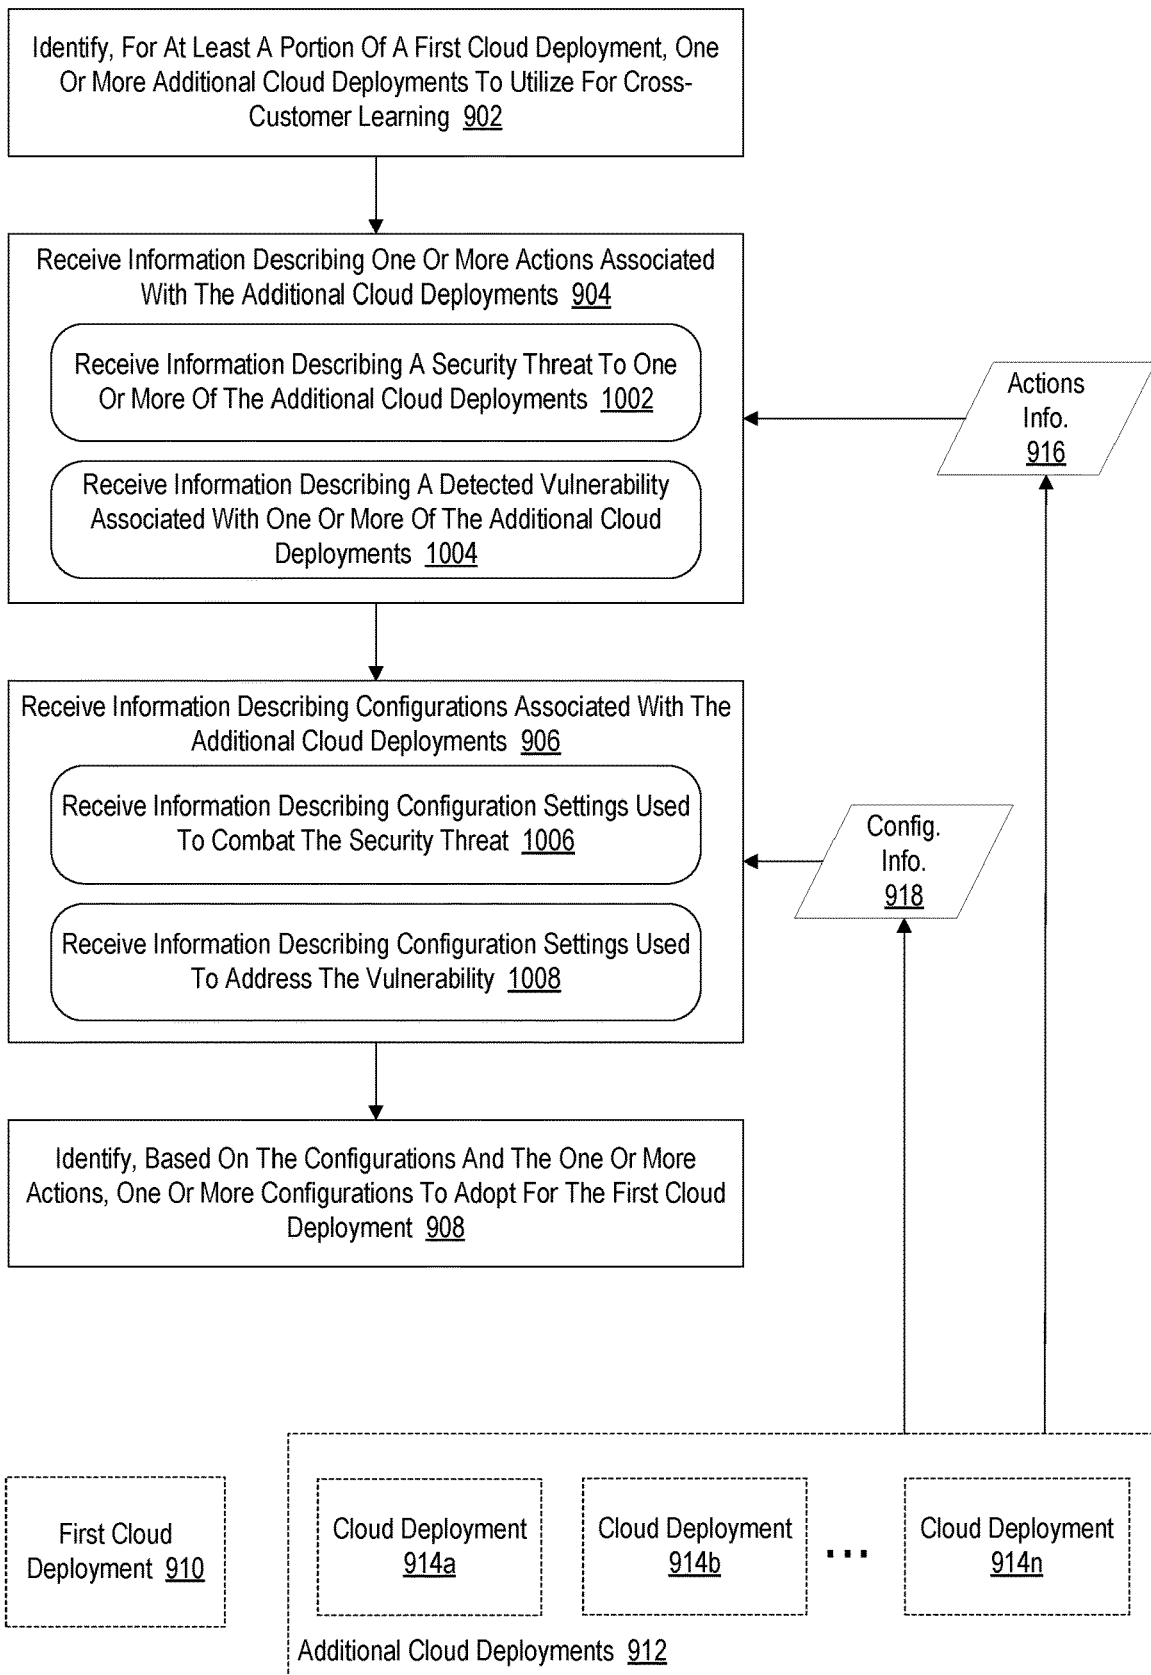 Identify, For At Least A Portion Of A First Cloud Deployment, One
Or More Additional Cloud Deployments To Utilize For Cross-
Customer Learning 902
Receive Information Describing One Or More Actions Associated
With The Additional Cloud Deployments 904
Receive Information Describing A Security Threat To One
Or More Of The Additional Cloud Deployments 1002
Receive Information Describing A Detected Vulnerability
Associated With One Or More Of The Additional Cloud
Deployments 1004
Actions
Info.
916
Receive Information Describing Configurations Associated With The
Additional Cloud Deployments 906
Receive Information Describing Configuration Settings Used
To Combat The Security Threat 1006
Receive Information Describing Configuration Settings Used
To Address The Vulnerability 1008
Config.
Info.
918
Identify, Based On The Configurations And The One Or More
Actions, One Or More Configurations To Adopt For The First Cloud
Deployment 908
First Cloud
Deployment 910
Cloud Deployment
914a
Cloud Deployment
914b
...
Cloud Deployment
914n
Additional Cloud Deployments 912